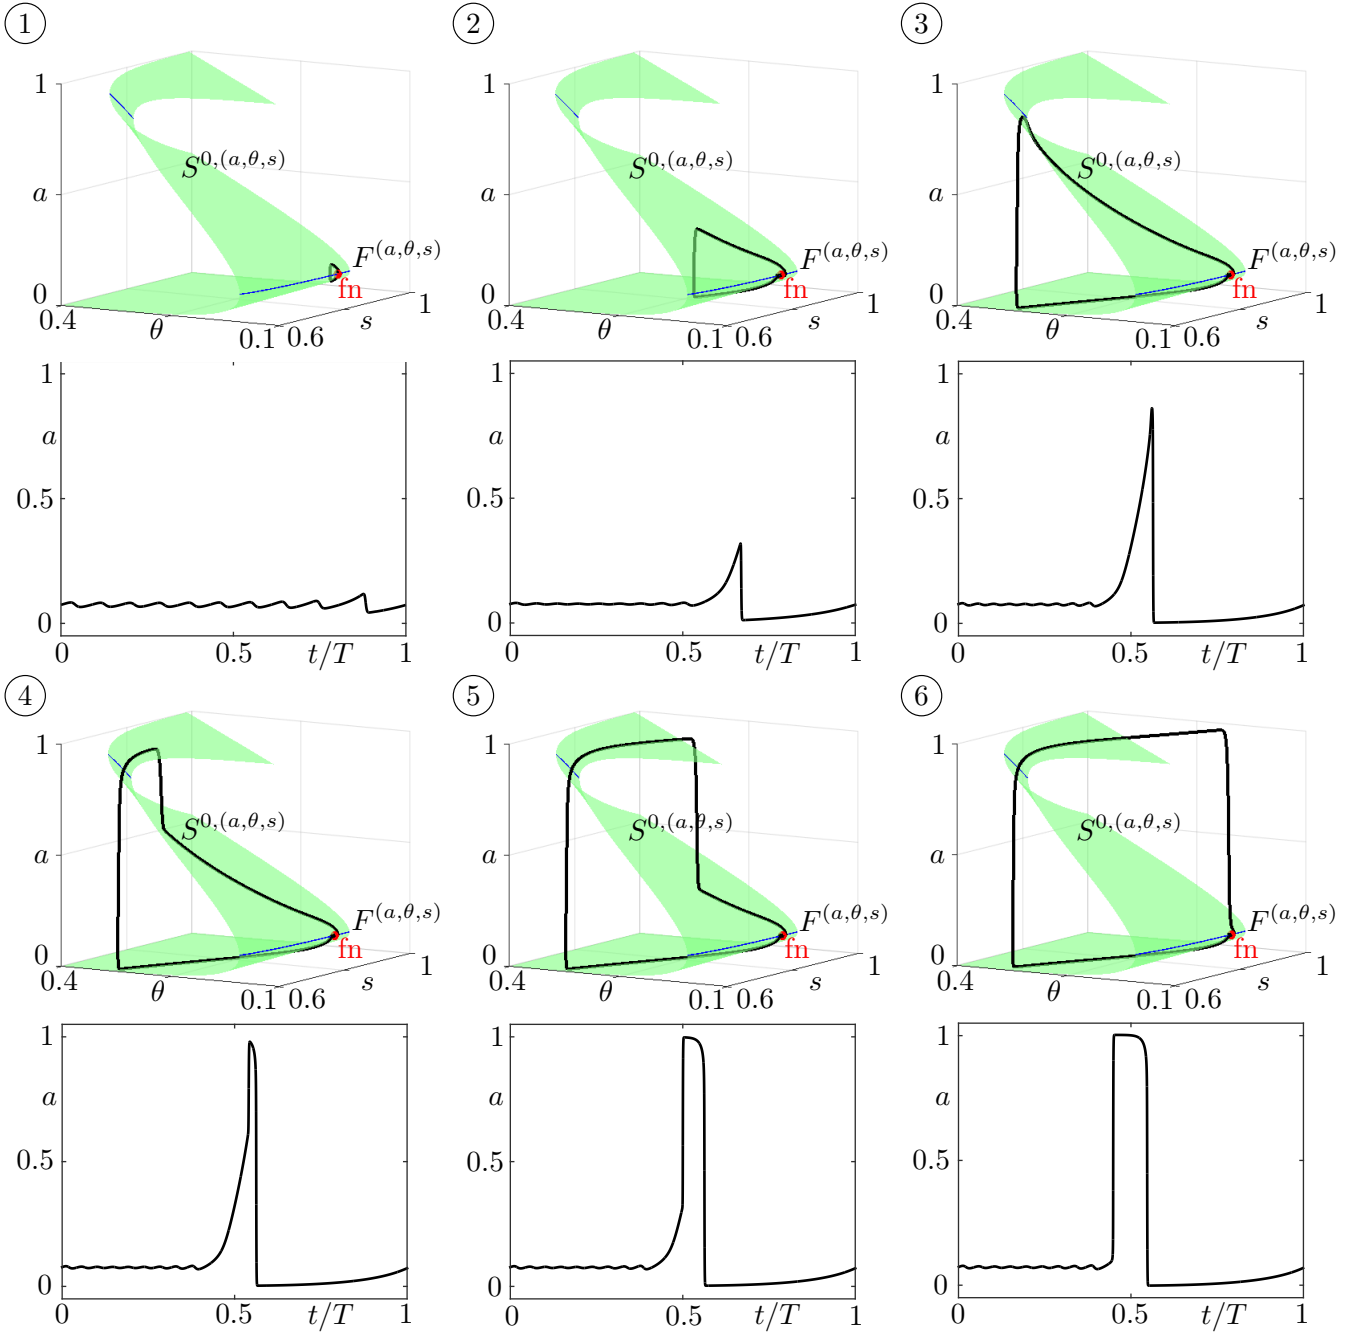 1 2 3
1 1 1
S^{0,(a,θ,s)} S^{0,(a,θ,s)} S^{0,(a,θ,s)}
a a a
F^{(a,θ,s)} F^{(a,θ,s)} F^{(a,θ,s)}
fn fn fn
0 1 0 1 0 1
0.4 θ 0.1 0.6 s 0.4 θ 0.1 0.6 s 0.4 θ 0.1 0.6 s
1 1 1
a a a
0.5 0.5 0.5
0 0 0
0 0.5 t/T 1 0 0.5 t/T 1 0 0.5 t/T 1
4 5 6
1 1 1
S^{0,(a,θ,s)} S^{0,(a,θ,s)} S^{0,(a,θ,s)}
a a a
F^{(a,θ,s)} F^{(a,θ,s)} F^{(a,θ,s)}
fn fn fn
0 1 0 1 0 1
0.4 θ 0.1 0.6 s 0.4 θ 0.1 0.6 s 0.4 θ 0.1 0.6 s
1 1 1
a a a
0.5 0.5 0.5
0 0 0
0 0.5 t/T 1 0 0.5 t/T 1 0 0.5 t/T 1